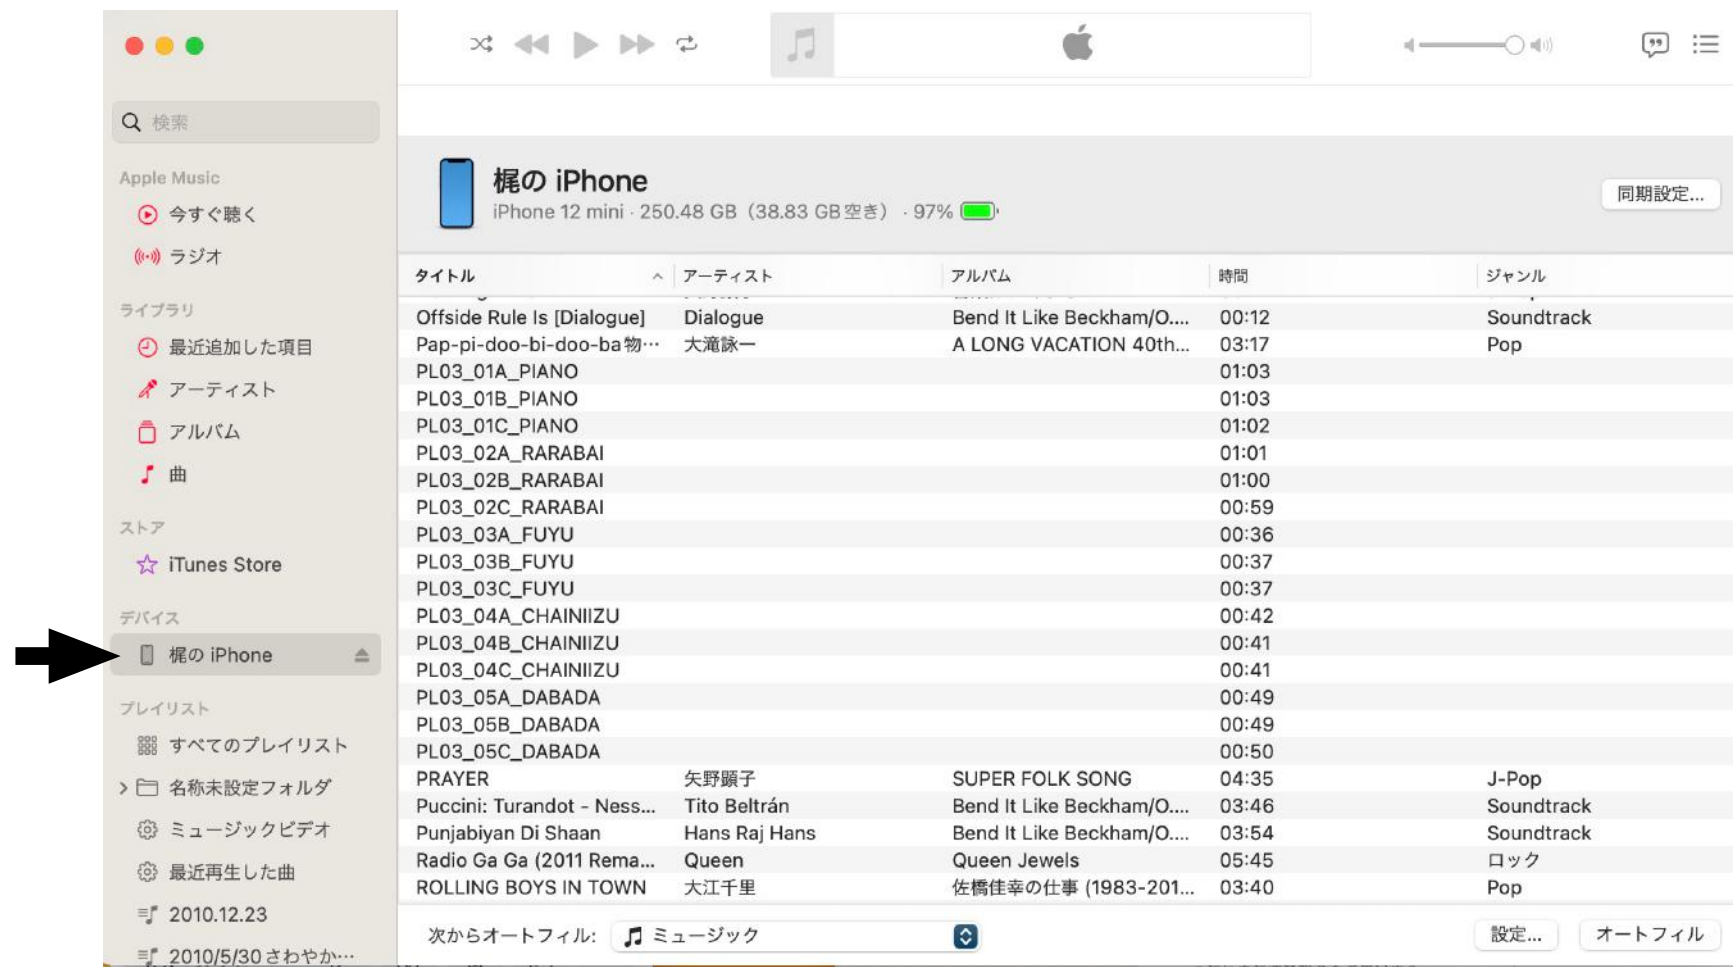 検索
Apple Music
今すぐ聴く
ラジオ
ライブラリ
最近追加した項目
アーティスト
アルバム
曲
ストア
iTunes Store
デバイス
梶の iPhone
プレイリスト
すべてのプレイリスト
名称未設定フォルダ
ミュージックビデオ
最近再生した曲
2010.12.23
2010/5/30さわやか…
梶の iPhone
iPhone 12 mini · 250.48 GB（38.83 GB空き） · 97%
同期設定...
タイトル アーティスト アルバム 時間 ジャンル
Offside Rule Is [Dialogue] Dialogue Bend It Like Beckham/O.... 00:12 Soundtrack
Pap-pi-doo-bi-doo-ba物… 大滝詠一 A LONG VACATION 40th... 03:17 Pop
PL03_01A_PIANO 01:03
PL03_01B_PIANO 01:03
PL03_01C_PIANO 01:02
PL03_02A_RARABAI 01:01
PL03_02B_RARABAI 01:00
PL03_02C_RARABAI 00:59
PL03_03A_FUYU 00:36
PL03_03B_FUYU 00:37
PL03_03C_FUYU 00:37
PL03_04A_CHAINIIZU 00:42
PL03_04B_CHAINIIZU 00:41
PL03_04C_CHAINIIZU 00:41
PL03_05A_DABADA 00:49
PL03_05B_DABADA 00:49
PL03_05C_DABADA 00:50
PRAYER 矢野顕子 SUPER FOLK SONG 04:35 J-Pop
Puccini: Turandot - Ness... Tito Beltrán Bend It Like Beckham/O.... 03:46 Soundtrack
Punjabiyan Di Shaan Hans Raj Hans Bend It Like Beckham/O.... 03:54 Soundtrack
Radio Ga Ga (2011 Rema... Queen Queen Jewels 05:45 ロック
ROLLING BOYS IN TOWN 大江千里 佐橋佳幸の仕事 (1983-201... 03:40 Pop
次からオートフィル: ミュージック 設定... オートフィル